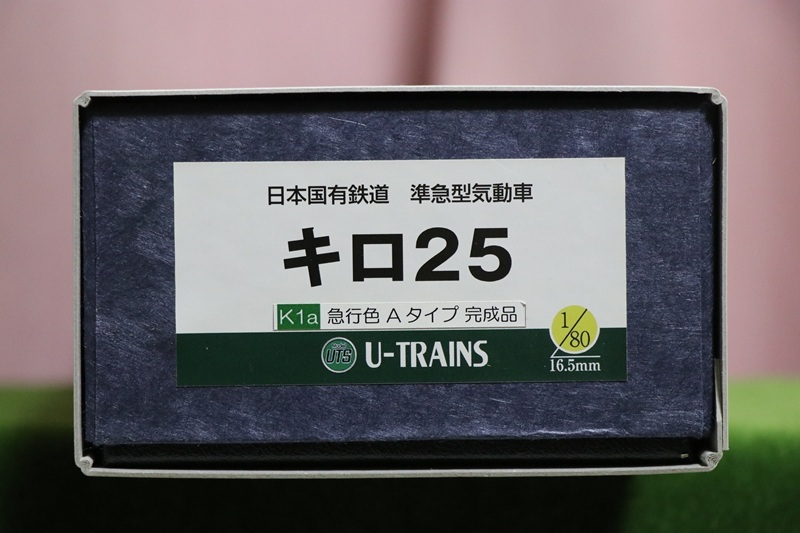 日本国有鉄道　準急型気動車
キロ25
K1a 急行色 Aタイプ 完成品
UTS U-TRAINS
1/80
16.5mm